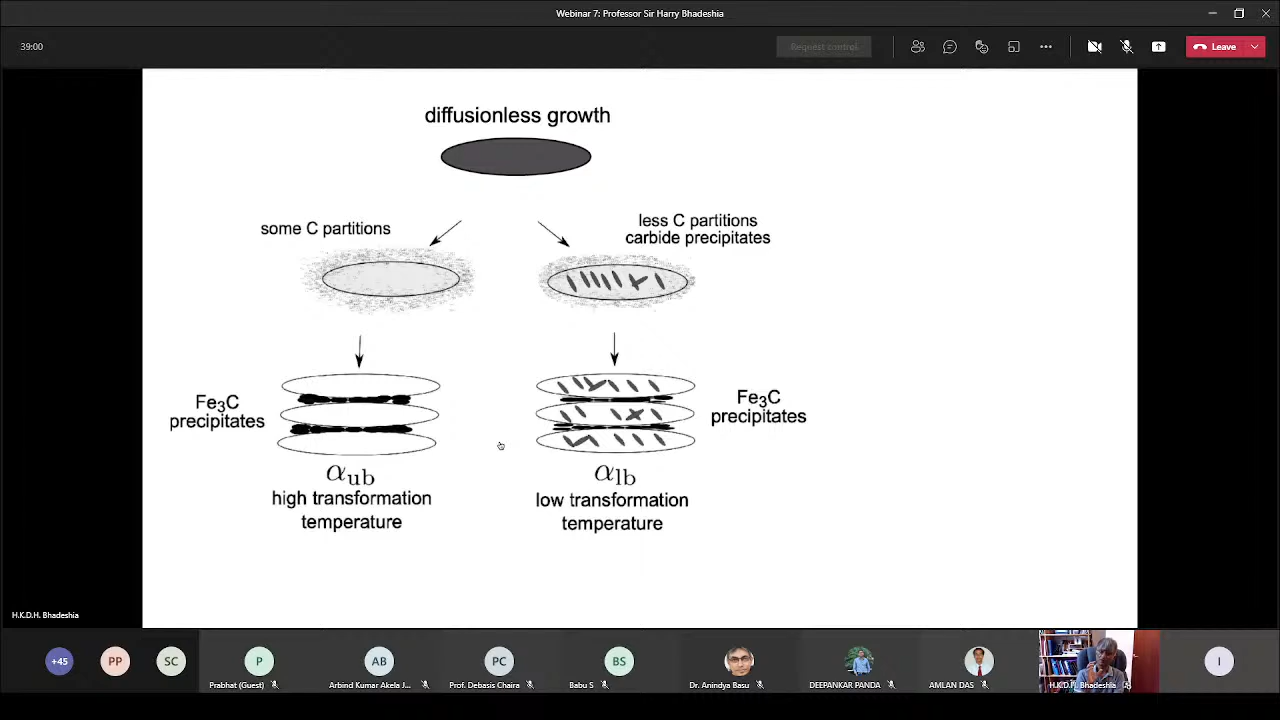 Webinar 7: Professor Sir Harry Bhadeshia
39:00
Request control
Leave
diffusionless growth
some C partitions
less C partitions
carbide precipitates
Fe3C
precipitates
Fe3C
precipitates
αub
high transformation
temperature
αlb
low transformation
temperature
H.K.D.H. Bhadeshia
+45
PP
SC
P
AB
PC
BS
I
Prabhat (Guest)
Arbind Kumar Akela J...
Prof. Debasis Chaira
Babu S
Dr. Anindya Basu
DEEPANKAR PANDA
AMLAN DAS
H.K.D.H. Bhadeshia